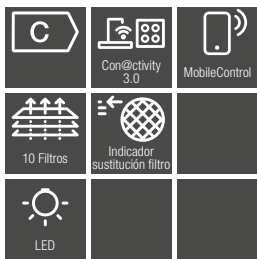 C
Con@ctivity
3.0
MobileControl
10 Filtros
Indicador
sustitución filtro
LED